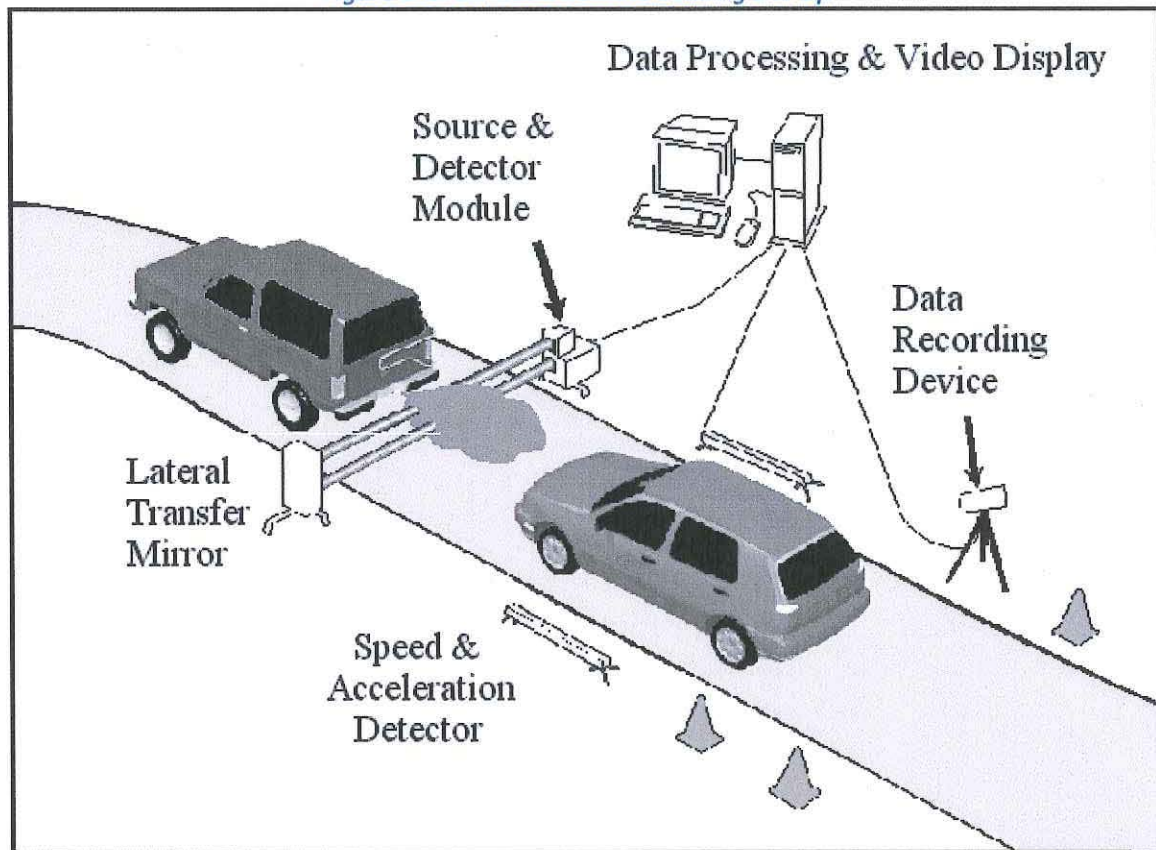 Data Processing & Video Display
Source &
Detector
Module
Data
Recording
Device
Lateral
Transfer
Mirror
Speed &
Acceleration
Detector